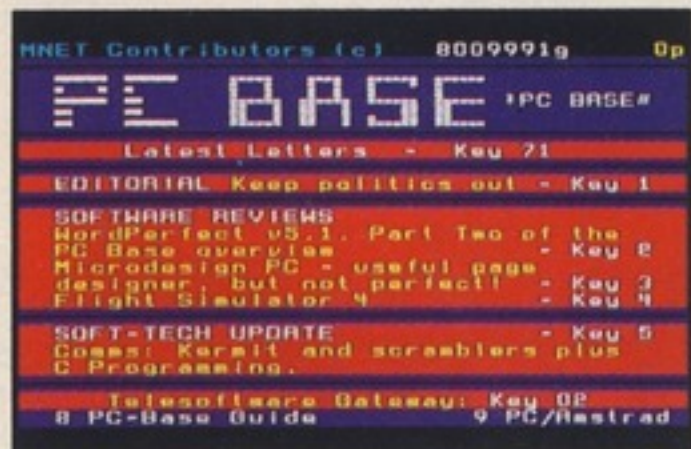 MNET Contributors (c) 8009991g 0p
PC BASE *PC BASE#
Latest Letters - Key 71
EDITORIAL Keep politics out - Key 1
SOFTWARE REVIEWS
WordPerfect v5.1. Part Two of the
PC Base overview - Key 2
Microdesign PC - useful page
designer, but not perfect! - Key 3
Flight Simulator 4 - Key 4
SOFT-TECH UPDATE - Key 5
Comms: Kermit and scramblers plus
C Programming.
Telesoftware Gateway: Key 02
8 PC-Base Guide 9 PC/Amstrad